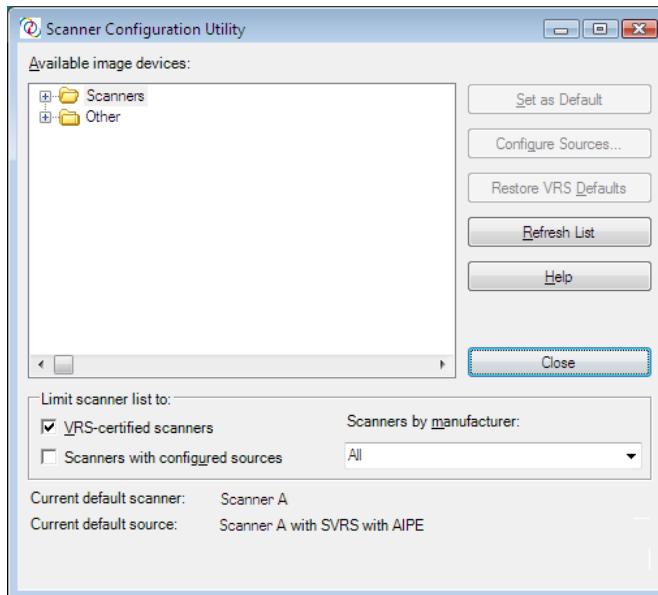 Scanner Configuration Utility
Available image devices:
Scanners
Other
Set as Default
Configure Sources...
Restore VRS Defaults
Refresh List
Help
Close
Limit scanner list to:
VRS-certified scanners
Scanners with configured sources
Scanners by manufacturer:
All
Current default scanner: Scanner A
Current default source: Scanner A with SVRS with AIPE